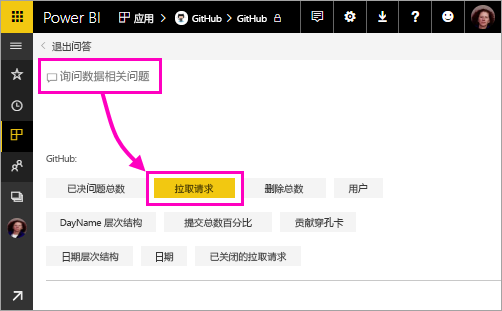 Power BI 应用 GitHub GitHub
退出问答
询问数据相关问题
GitHub:
已决问题总数 拉取请求 删除总数 用户
DayName 层次结构 提交总数百分比 贡献穿孔卡
日期层次结构 日期 已关闭的拉取请求